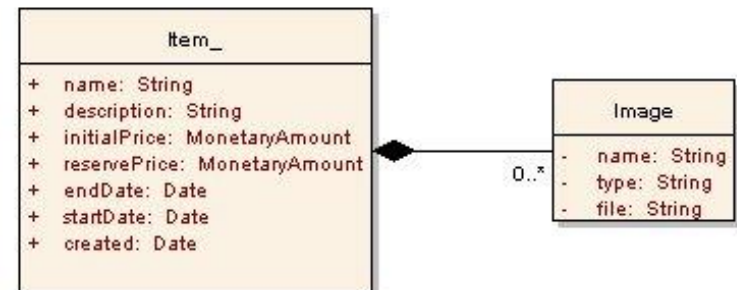 Item_
+ name: String
+ description: String
+ initialPrice: MonetaryAmount
+ reservePrice: MonetaryAmount
+ endDate: Date
+ startDate: Date
+ created: Date
0..*
Image
- name: String
- type: String
- file: String